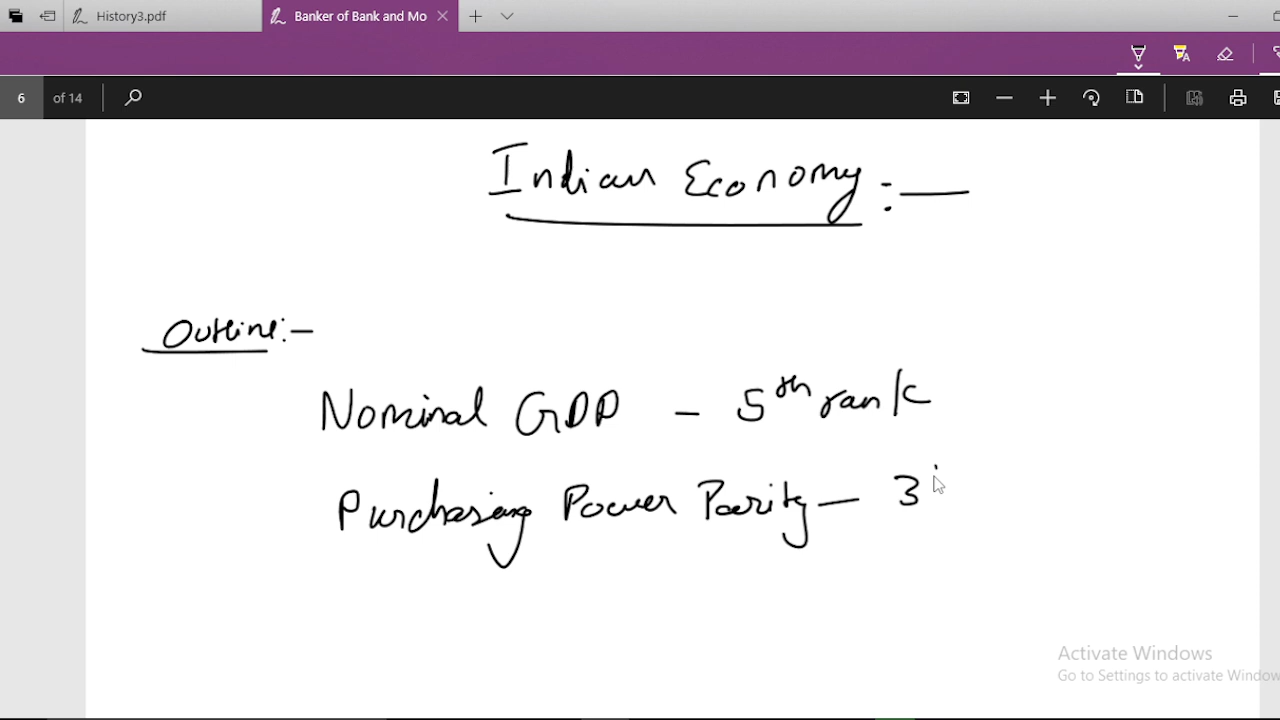 History3.pdf
Banker of Bank and Mo
6 of 14
Indian Economy :—
Outline:-
Nominal GDP - 5th rank
Purchasing Power Parity — 3
Activate Windows
Go to Settings to activate Window